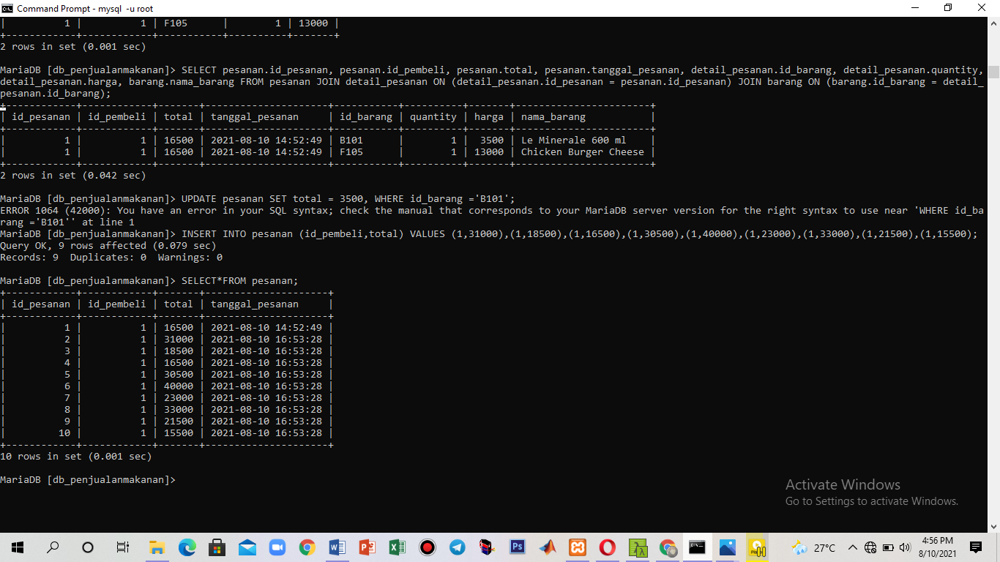 Command Prompt - mysql  -u root
|          1 |          1 | F105      |        1 | 13000 |
+------------+------------+-----------+----------+-------+
2 rows in set (0.001 sec)
MariaDB [db_penjualanmakanan]> SELECT pesanan.id_pesanan, pesanan.id_pembeli, pesanan.total, pesanan.tanggal_pesanan, detail_pesanan.id_barang, detail_pesanan.quantity,
detail_pesanan.harga, barang.nama_barang FROM pesanan JOIN detail_pesanan ON (detail_pesanan.id_pesanan = pesanan.id_pesanan) JOIN barang ON (barang.id_barang = detail_
pesanan.id_barang);
+------------+------------+-------+---------------------+-----------+----------+-------+----------------------+
| id_pesanan | id_pembeli | total | tanggal_pesanan     | id_barang | quantity | harga | nama_barang          |
+------------+------------+-------+---------------------+-----------+----------+-------+----------------------+
|          1 |          1 | 16500 | 2021-08-10 14:52:49 | B101      |        1 |  3500 | Le Minerale 600 ml   |
|          1 |          1 | 16500 | 2021-08-10 14:52:49 | F105      |        1 | 13000 | Chicken Burger Cheese |
+------------+------------+-------+---------------------+-----------+----------+-------+----------------------+
2 rows in set (0.042 sec)
MariaDB [db_penjualanmakanan]> UPDATE pesanan SET total = 3500, WHERE id_barang ='B101';
ERROR 1064 (42000): You have an error in your SQL syntax; check the manual that corresponds to your MariaDB server version for the right syntax to use near 'WHERE id_ba
rang ='B101'' at line 1
MariaDB [db_penjualanmakanan]> INSERT INTO pesanan (id_pembeli,total) VALUES (1,31000),(1,18500),(1,16500),(1,30500),(1,40000),(1,23000),(1,33000),(1,21500),(1,15500);
Query OK, 9 rows affected (0.079 sec)
Records: 9  Duplicates: 0  Warnings: 0
MariaDB [db_penjualanmakanan]> SELECT*FROM pesanan;
+------------+------------+-------+---------------------+
| id_pesanan | id_pembeli | total | tanggal_pesanan     |
+------------+------------+-------+---------------------+
|          1 |          1 | 16500 | 2021-08-10 14:52:49 |
|          2 |          1 | 31000 | 2021-08-10 16:53:28 |
|          3 |          1 | 18500 | 2021-08-10 16:53:28 |
|          4 |          1 | 16500 | 2021-08-10 16:53:28 |
|          5 |          1 | 30500 | 2021-08-10 16:53:28 |
|          6 |          1 | 40000 | 2021-08-10 16:53:28 |
|          7 |          1 | 23000 | 2021-08-10 16:53:28 |
|          8 |          1 | 33000 | 2021-08-10 16:53:28 |
|          9 |          1 | 21500 | 2021-08-10 16:53:28 |
|         10 |          1 | 15500 | 2021-08-10 16:53:28 |
+------------+------------+-------+---------------------+
10 rows in set (0.001 sec)
MariaDB [db_penjualanmakanan]>
Activate Windows
Go to Settings to activate Windows.
27°C
4:56 PM
8/10/2021